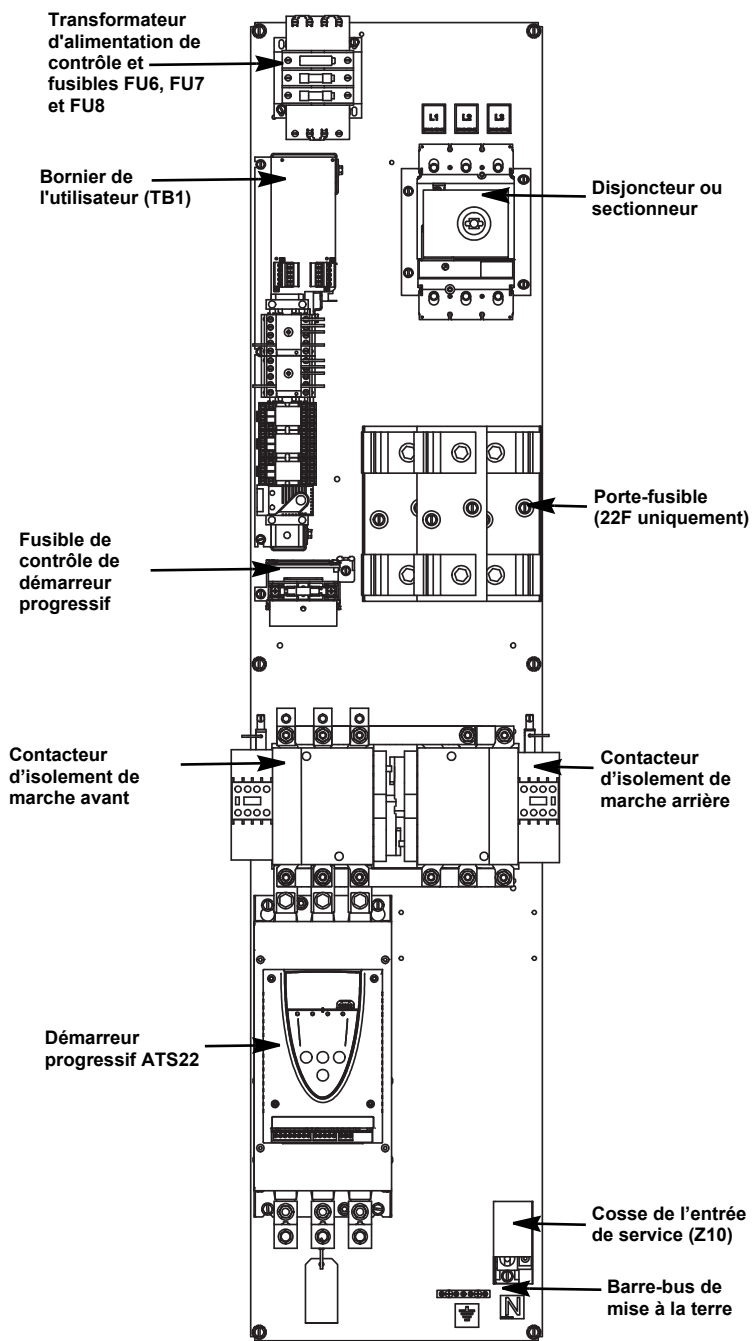 Transformateur
d'alimentation de
contrôle et
fusibles FU6, FU7
et FU8
L1 L2 L3
Bornier de
l'utilisateur (TB1)
Disjoncteur ou
sectionneur
Porte-fusible
(22F uniquement)
Fusible de
contrôle de
démarreur
progressif
Contacteur
d’isolement de
marche avant
Contacteur
d’isolement de
marche arrière
Démarreur
progressif ATS22
Cosse de l’entrée
de service (Z10)
Barre-bus de
mise à la terre
N